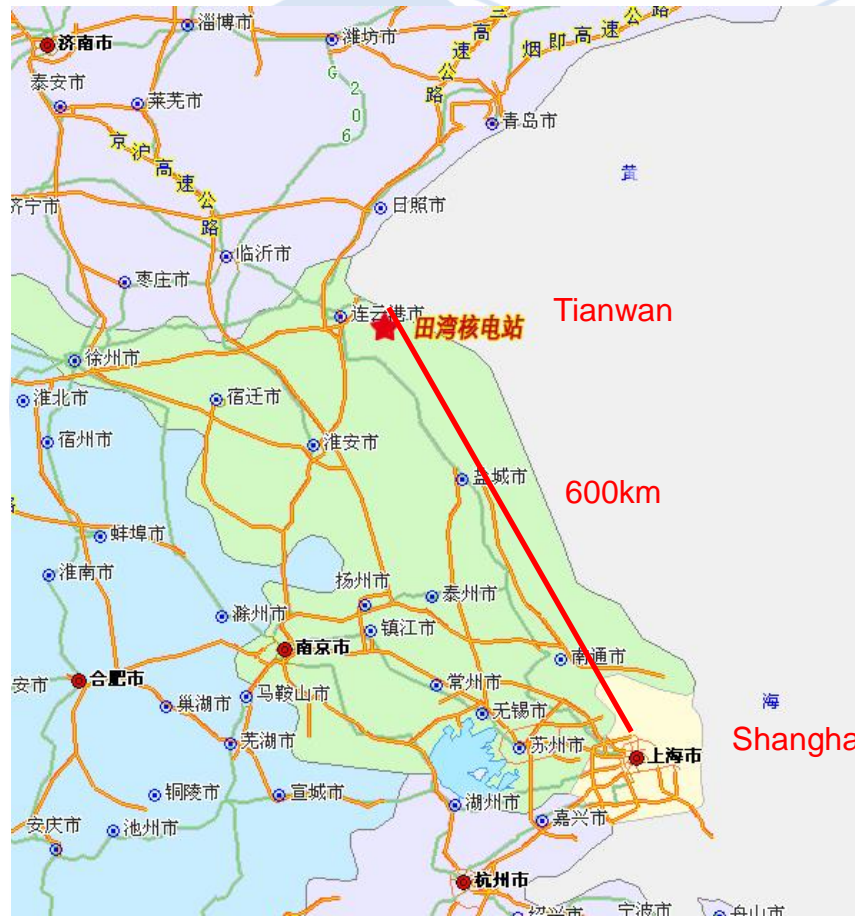 淄博市
济南市
潍坊市
高
速
公
路
烟即高速公路
G
2
0
6
泰安市
莱芜市
青岛市
京
沪
高
速
公
路
黄
济宁市
日照市
临沂市
枣庄市
连云港市
Tianwan
田湾核电站
徐州市
淮北市
宿迁市
宿州市
淮安市
盐城市
600km
蚌埠市
淮南市
扬州市
泰州市
滁州市
镇江市
南京市
南通市
安市
合肥市
常州市
马鞍山市
巢湖市
无锡市
海
芜湖市
苏州市
Shangha
上海市
铜陵市
宣城市
湖州市
嘉兴市
安庆市
池州市
杭州市
绍兴市
宁波市
舟山市